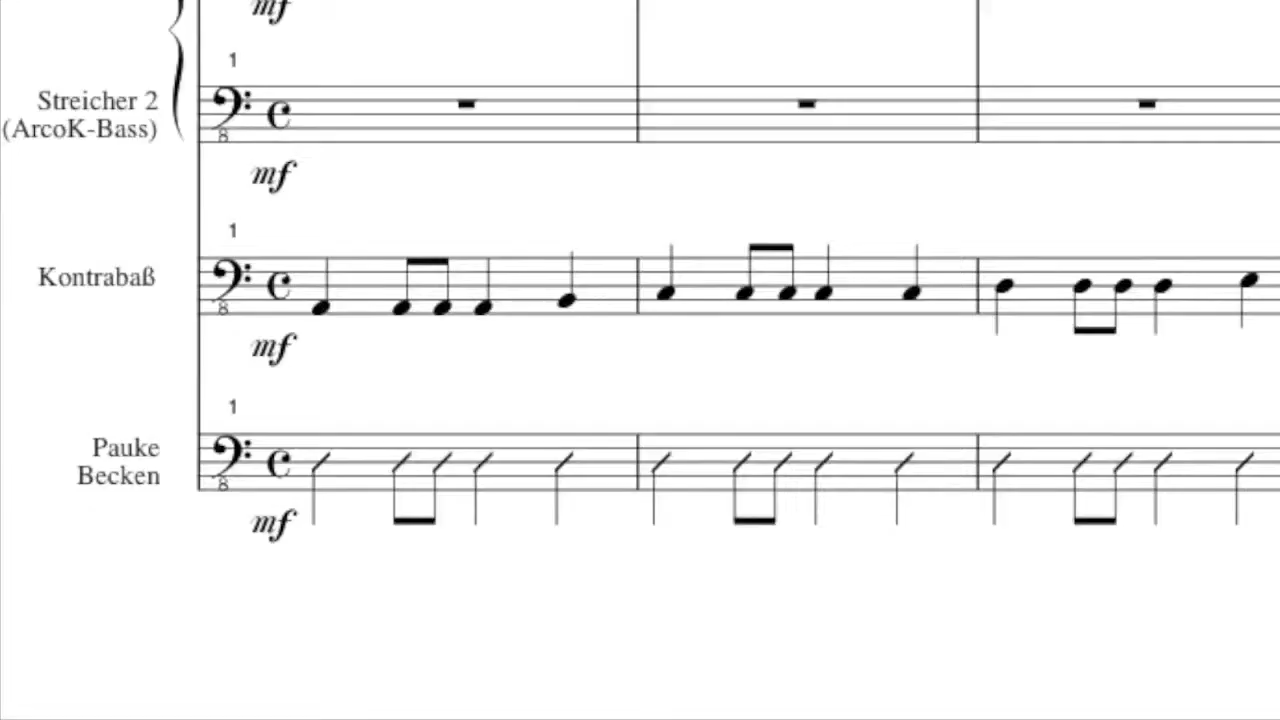 mf
1
Streicher 2
(ArcoK-Bass)
8
mf
1
Kontrabaß
8
mf
1
Pauke
Becken
8
mf